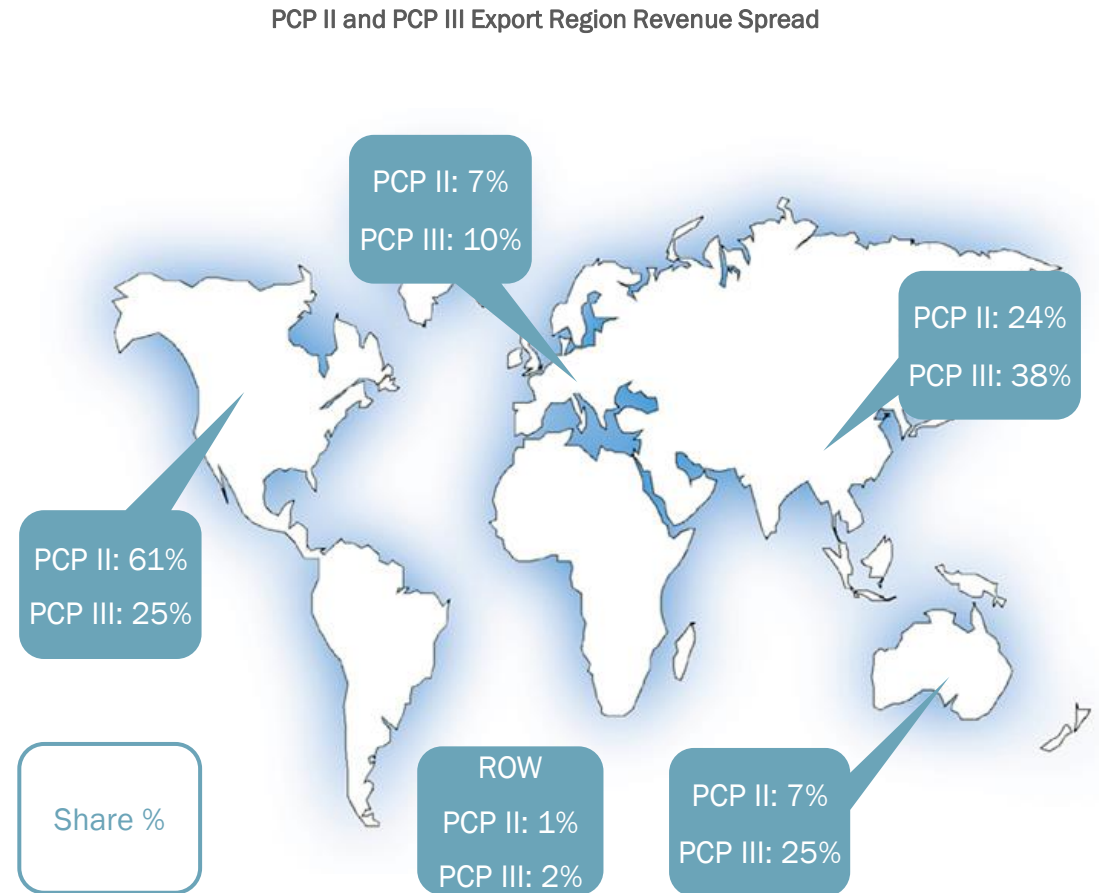 PCP II and PCP III Export Region Revenue Spread
PCP II: 7%
PCP III: 10%
PCP II: 24%
PCP III: 38%
PCP II: 61%
PCP III: 25%
Share %
ROW
PCP II: 1%
PCP III: 2%
PCP II: 7%
PCP III: 25%